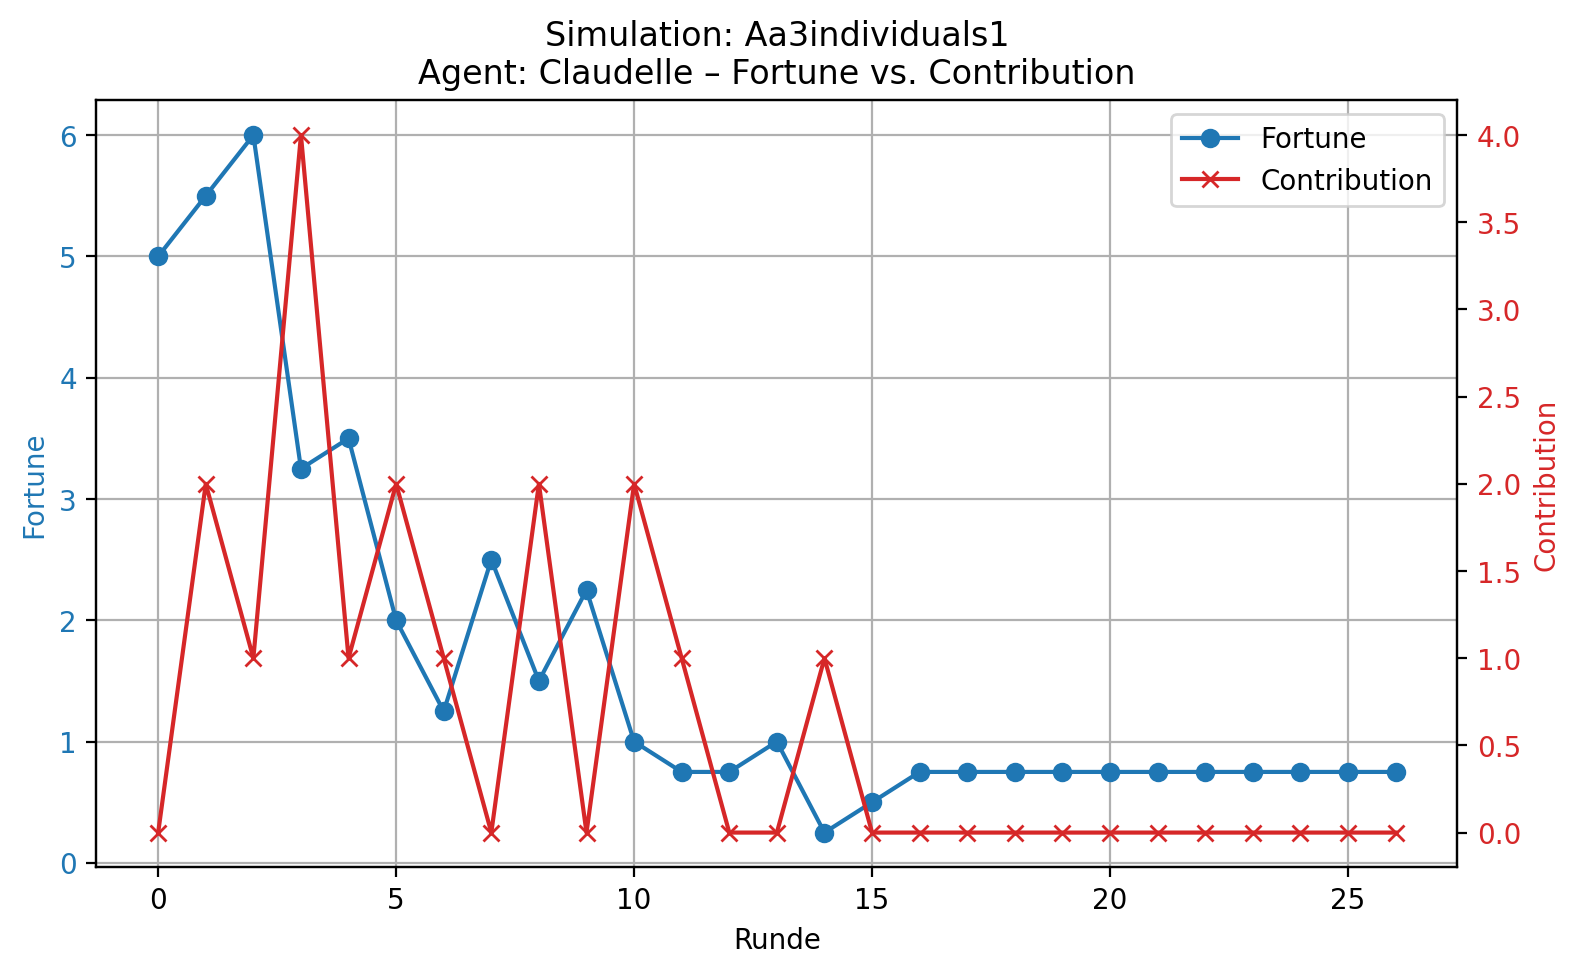 Simulation: Aa3individuals1
Agent: Claudelle – Fortune vs. Contribution
Fortune
Contribution
6
5
4
3
2
1
0
Fortune
4.0
3.5
3.0
2.5
2.0
1.5
1.0
0.5
0.0
Contribution
0 5 10 15 20 25
Runde